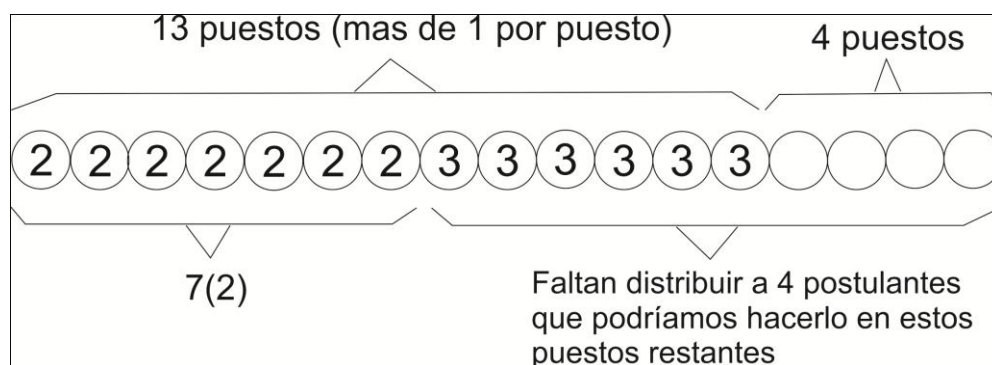 13 puestos (mas de 1 por puesto)
4 puestos
2 2 2 2 2 2 2 3 3 3 3 3 3
7(2)
Faltan distribuir a 4 postulantes
que podríamos hacerlo en estos
puestos restantes